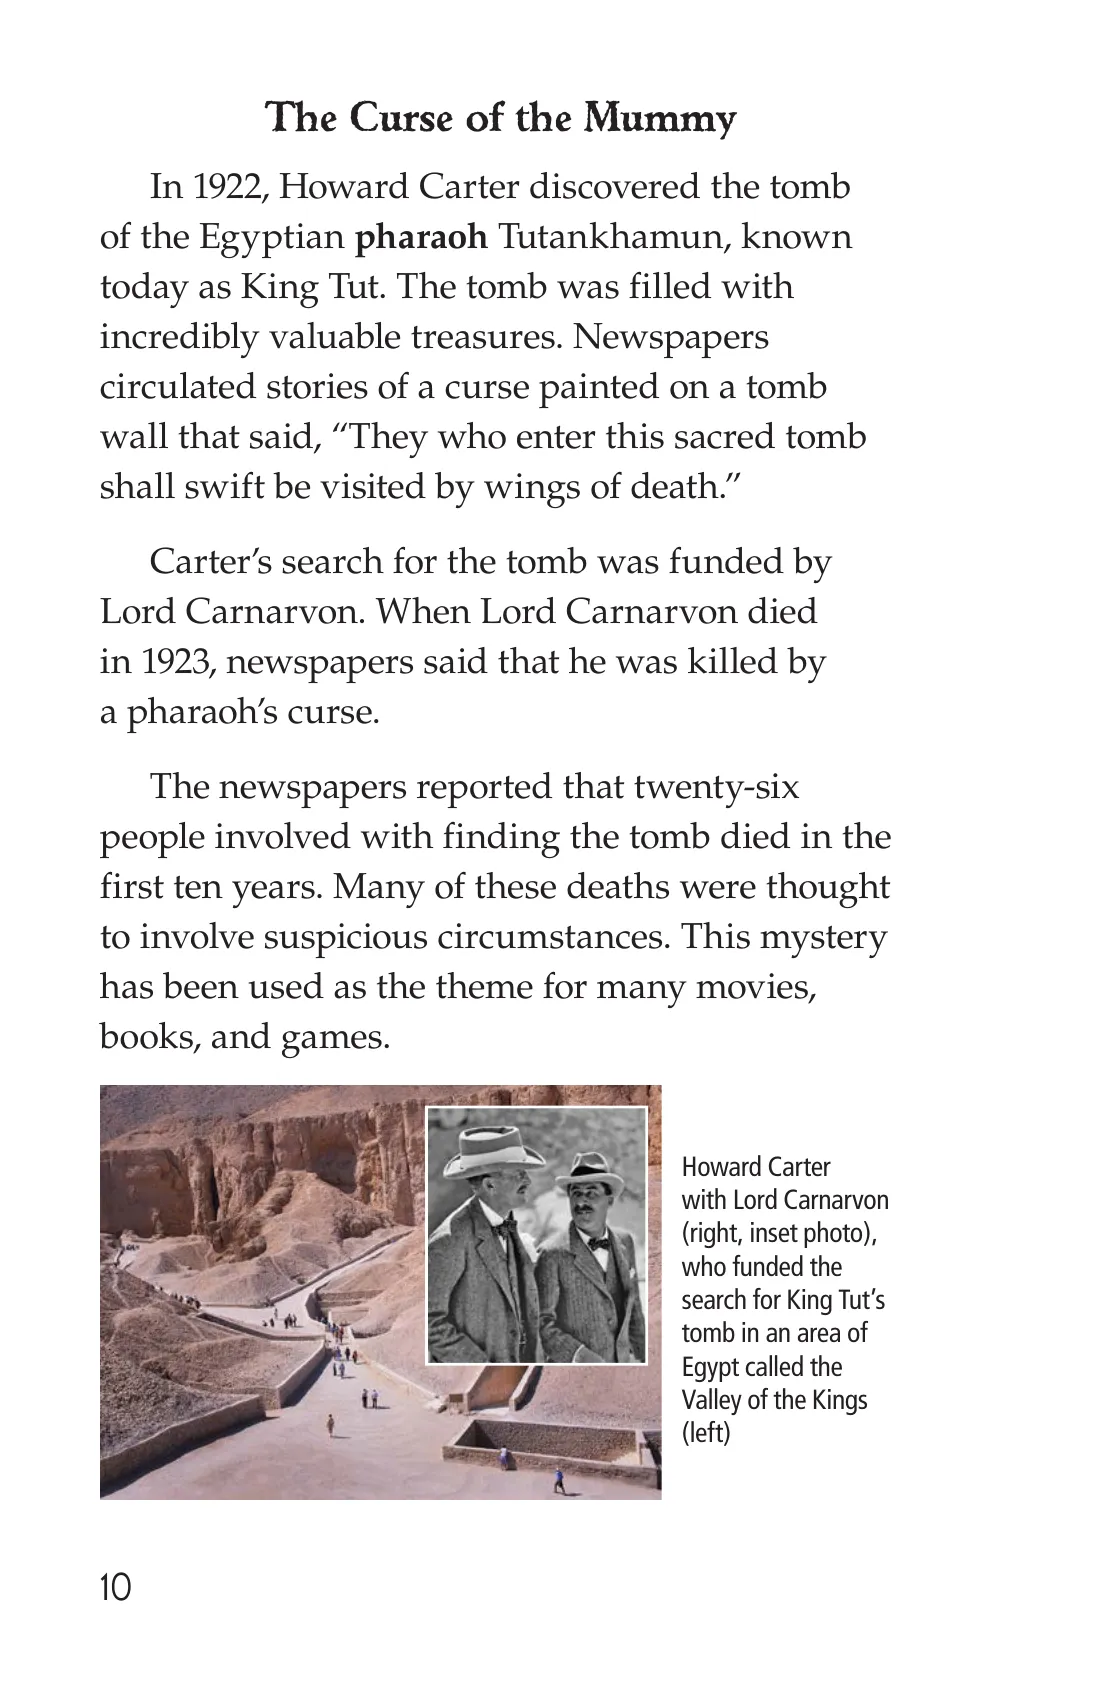 The Curse of the Mummy
In 1922, Howard Carter discovered the tomb
of the Egyptian pharaoh Tutankhamun, known
today as King Tut. The tomb was filled with
incredibly valuable treasures. Newspapers
circulated stories of a curse painted on a tomb
wall that said, “They who enter this sacred tomb
shall swift be visited by wings of death.”
Carter’s search for the tomb was funded by
Lord Carnarvon. When Lord Carnarvon died
in 1923, newspapers said that he was killed by
a pharaoh’s curse.
The newspapers reported that twenty-six
people involved with finding the tomb died in the
first ten years. Many of these deaths were thought
to involve suspicious circumstances. This mystery
has been used as the theme for many movies,
books, and games.
Howard Carter
with Lord Carnarvon
(right, inset photo),
who funded the
search for King Tut’s
tomb in an area of
Egypt called the
Valley of the Kings
(left)
10